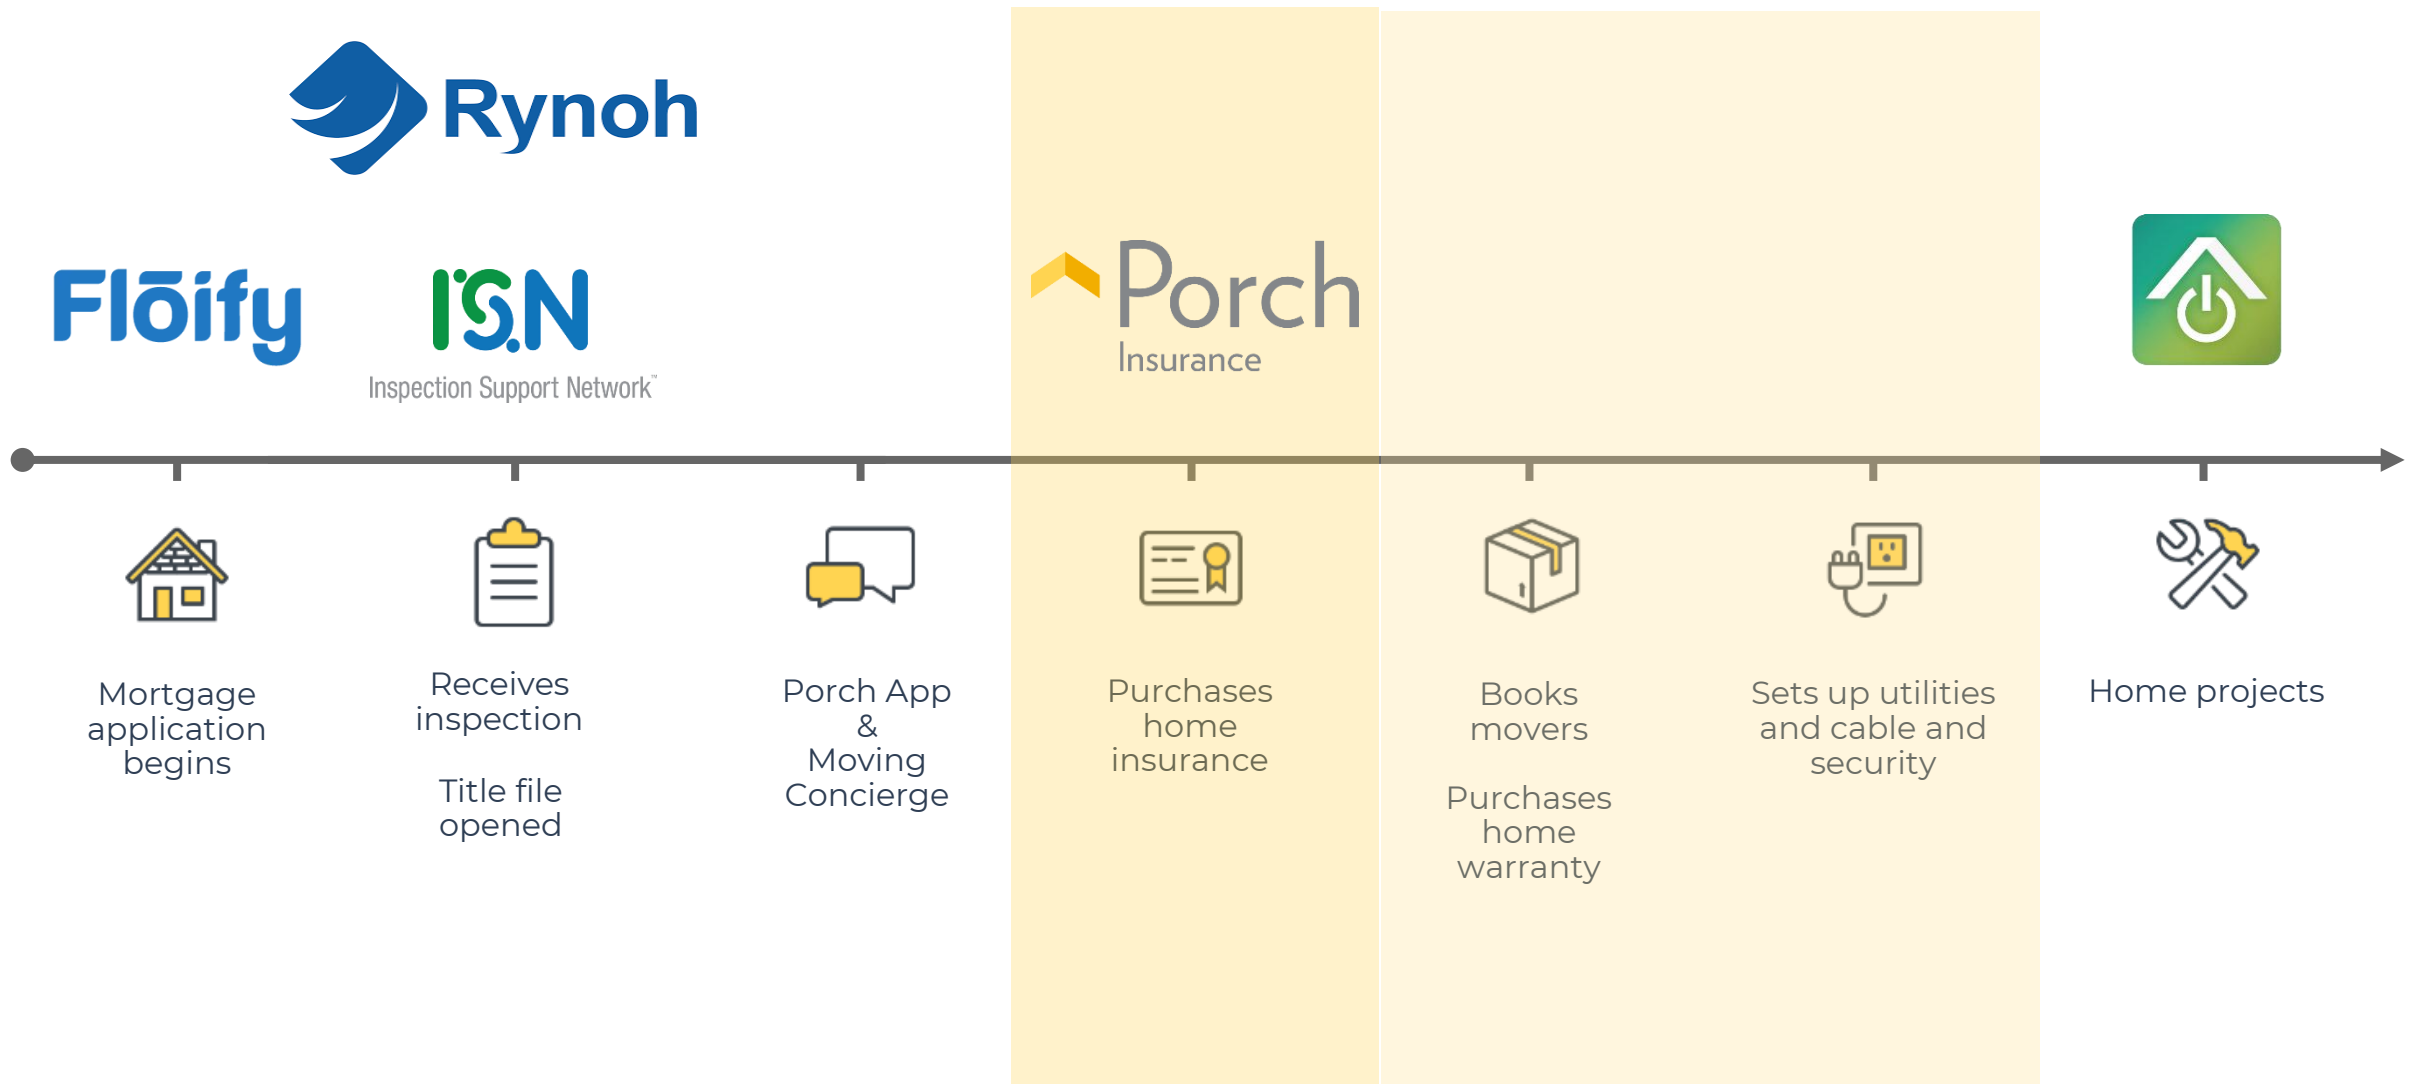 Rynoh
Flōify
ISN
Inspection Support Network™
Porch
Insurance
Mortgage
application
begins
Receives
inspection
Title file
opened
Porch App
&
Moving
Concierge
Purchases
home
insurance
Books
movers
Purchases
home
warranty
Sets up utilities
and cable and
security
Home projects